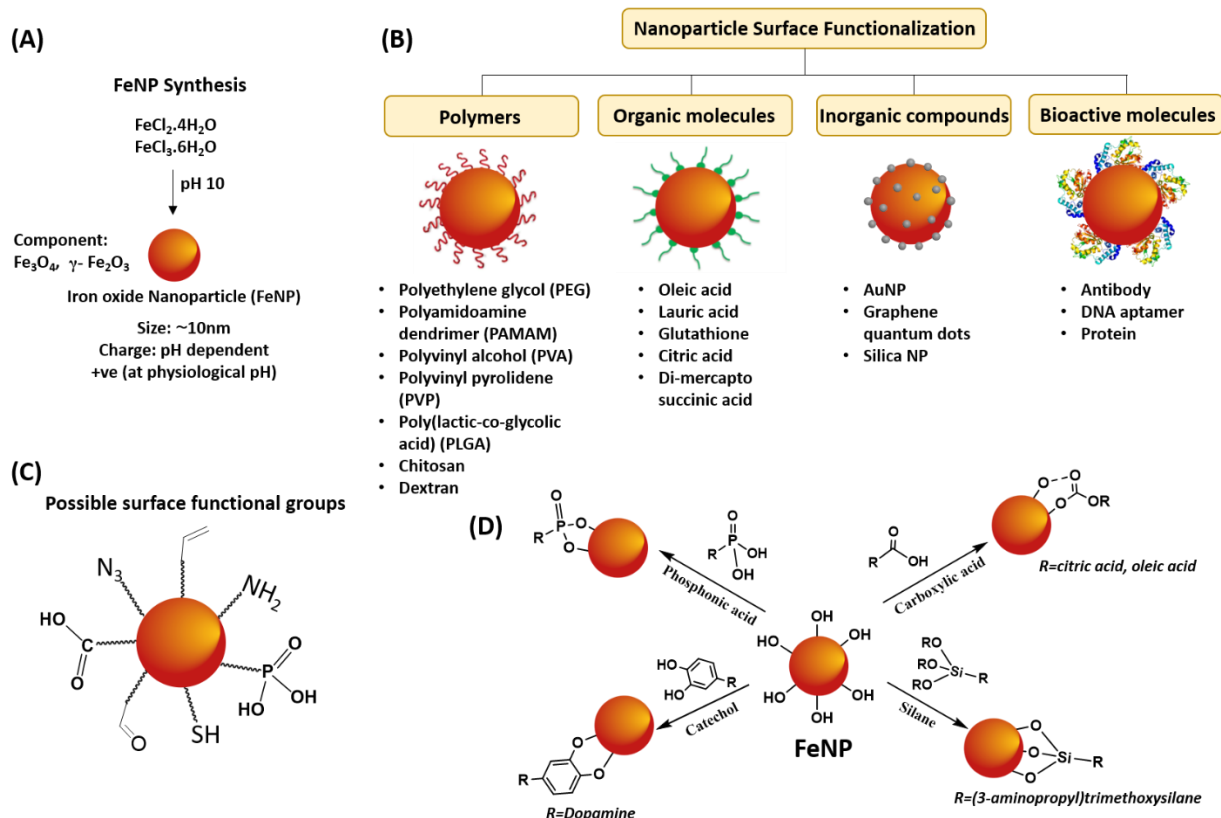 (A)
FeNP Synthesis
FeCl₂.4H₂O
FeCl₃.6H₂O
pH 10
Component:
Fe₃O₄, γ- Fe₂O₃
Iron oxide Nanoparticle (FeNP)
Size: ~10nm
Charge: pH dependent
+ve (at physiological pH)
(B)
Nanoparticle Surface Functionalization
Polymers
• Polyethylene glycol (PEG)
• Polyamidoamine
dendrimer (PAMAM)
• Polyvinyl alcohol (PVA)
• Polyvinyl pyrolidene
(PVP)
• Poly(lactic-co-glycolic
acid) (PLGA)
• Chitosan
• Dextran
Organic molecules
• Oleic acid
• Lauric acid
• Glutathione
• Citric acid
• Di-mercapto
succinic acid
Inorganic compounds
• AuNP
• Graphene
quantum dots
• Silica NP
Bioactive molecules
• Antibody
• DNA aptamer
• Protein
(C)
Possible surface functional groups
N₃
NH₂
HO
C
O
O
P
OH
HO
SH
O
(D)
O
P
O
R
O
O
P
R
OH
OH
Phosphonic acid
O
R
OH
Carboxylic acid
O
O
O
OR
R=citric acid, oleic acid
OH
HO
OH
HO
OH
OH
FeNP
HO
HO
R
Catechol
O
O
R
R=Dopamine
RO
RO
RO
Si
R
Silane
O
O
O
Si
R
R=(3-aminopropyl)trimethoxysilane